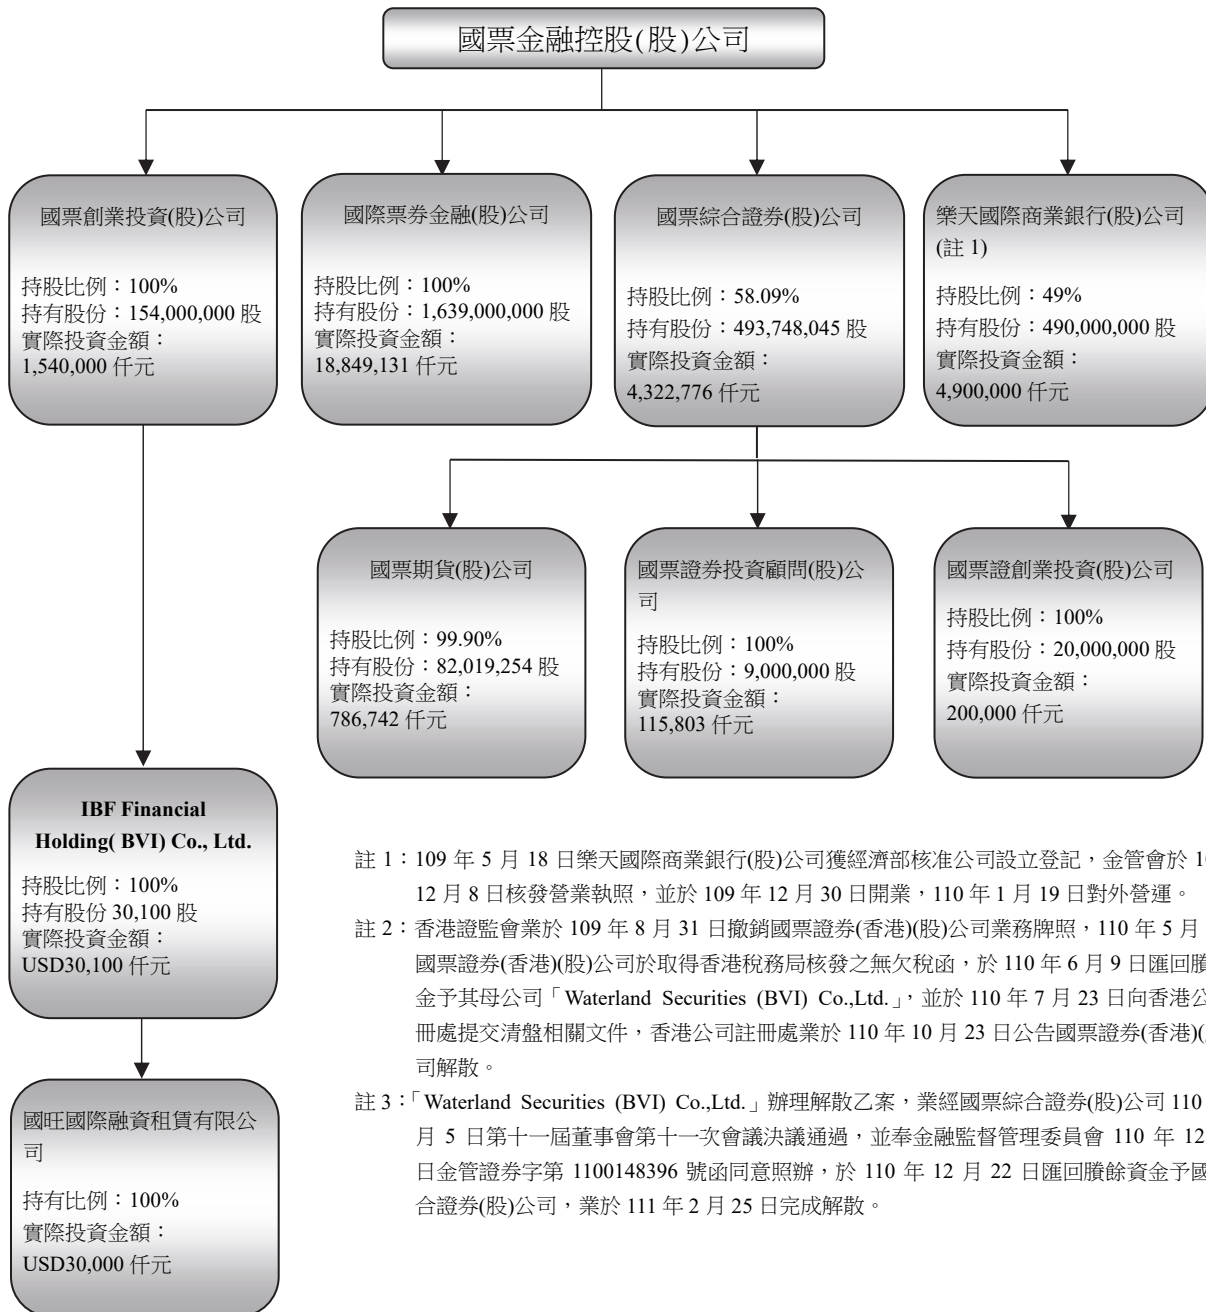 國票金融控股(股)公司
國票創業投資(股)公司
持股比例：100%
持有股份：154,000,000 股
實際投資金額：
1,540,000 仟元
國際票券金融(股)公司
持股比例：100%
持有股份：1,639,000,000 股
實際投資金額：
18,849,131 仟元
國票綜合證券(股)公司
持股比例：58.09%
持有股份：493,748,045 股
實際投資金額：
4,322,776 仟元
樂天國際商業銀行(股)公司
(註 1)
持股比例：49%
持有股份：490,000,000 股
實際投資金額：
4,900,000 仟元
國票期貨(股)公司
持股比例：99.90%
持有股份：82,019,254 股
實際投資金額：
786,742 仟元
國票證券投資顧問(股)公
司
持股比例：100%
持有股份：9,000,000 股
實際投資金額：
115,803 仟元
國票證創業投資(股)公司
持股比例：100%
持有股份：20,000,000 股
實際投資金額：
200,000 仟元
IBF Financial
Holding( BVI) Co., Ltd.
持股比例：100%
持有股份 30,100 股
實際投資金額：
USD30,100 仟元
國旺國際融資租賃有限公
司
持有比例：100%
實際投資金額：
USD30,000 仟元
註 1：109 年 5 月 18 日樂天國際商業銀行(股)公司獲經濟部核准公司設立登記，金管會於
12 月 8 日核發營業執照，並於 109 年 12 月 30 日開業，110 年 1 月 19 日對外營運。
註 2：香港證監會業於 109 年 8 月 31 日撤銷國票證券(香港)(股)公司業務牌照，110 年 5 月
國票證券(香港)(股)公司於取得香港稅務局核發之無欠稅函，於 110 年 6 月 9 日匯回
金予其母公司「Waterland Securities (BVI) Co.,Ltd.」，並於 110 年 7 月 23 日向香港公
冊處提交清盤相關文件，香港公司註冊處業於 110 年 10 月 23 日公告國票證券(香港)(
司解散。
註 3：「Waterland Securities (BVI) Co.,Ltd.」辦理解散乙案，業經國票綜合證券(股)公司 110
月 5 日第十一屆董事會第十一次會議決議通過，並奉金融監督管理委員會 110 年 12
日金管證券字第 1100148396 號函同意照辦，於 110 年 12 月 22 日匯回賸餘資金予國
合證券(股)公司，業於 111 年 2 月 25 日完成解散。